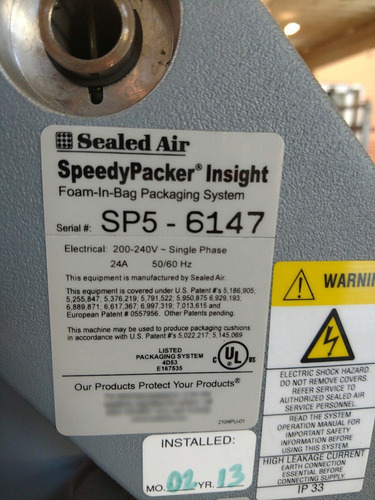 Sealed Air
SpeedyPacker® Insight
Foam-In-Bag Packaging System
Serial #: SP5 - 6147
Electrical: 200-240V ~ Single Phase
24A 50/60 Hz
This equipment is manufactured by Sealed Air.
This equipment is covered under U.S. Patent #'s 5,186,905;
5,255,847; 5,376,219; 5,791,522; 5,950,875 6,929,193;
6,889,671; 6,617,367; 6,997,319; 7,013,615 and
European Patent # 0557956. Other Patents pending.
This machine may be used to produce packaging cushions
in accordance with U.S. Patent #'s 5,022,217; 5,145,069
LISTED
PACKAGING SYSTEM
4D53
E167535
C UL US
Our Products Protect Your Products®
2104PLI-01
INSTALLED:
MO. 02 YR. 13
WARNIN
ELECTRIC SHOCK HAZARD.
DO NOT REMOVE COVERS.
REFER SERVICE TO
AUTHORIZED SEALED AIR
SERVICE PERSONNEL.
READ THE SYSTEM
OPERATION MANUAL FOR
IMPORTANT SAFETY
INFORMATION BEFORE
USING THIS SYSTEM.
HIGH LEAKAGE CURRENT
EARTH CONNECTION
ESSENTIAL BEFORE
CONNECTING SUPPLY.
IP 33